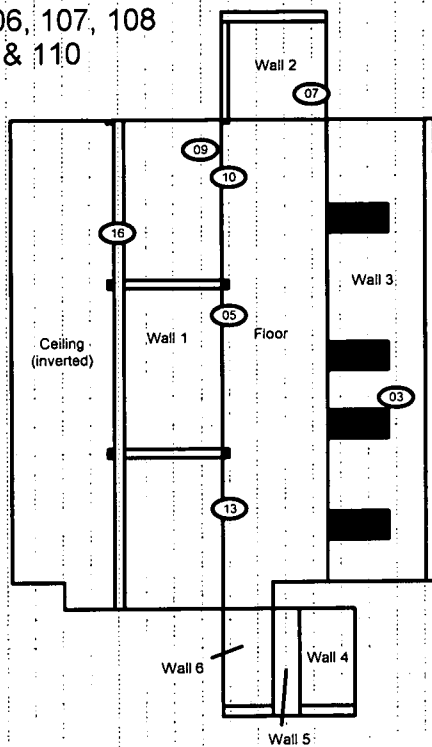 06, 107, 108
& 110
Wall 2
07
09
10
16
Wall 3
Ceiling
(inverted)
Wall 1
05
Floor
03
13
Wall 6
Wall 4
Wall 5